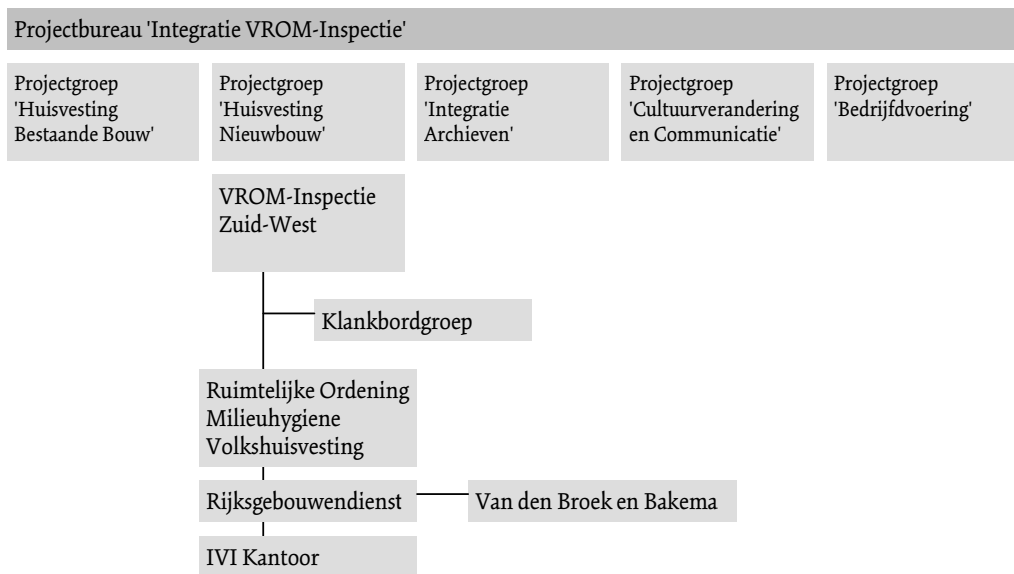 Projectbureau 'Integratie VROM-Inspectie'
Projectgroep
'Huisvesting
Bestaande Bouw'
Projectgroep
'Huisvesting
Nieuwbouw'
Projectgroep
'Integratie
Archieven'
Projectgroep
'Cultuurverandering
en Communicatie'
Projectgroep
'Bedrijfdvoering'
VROM-Inspectie
Zuid-West
Klankbordgroep
Ruimtelijke Ordening
Milieuhygiene
Volkshuisvesting
Rijksgebouwendienst
Van den Broek en Bakema
IVI Kantoor